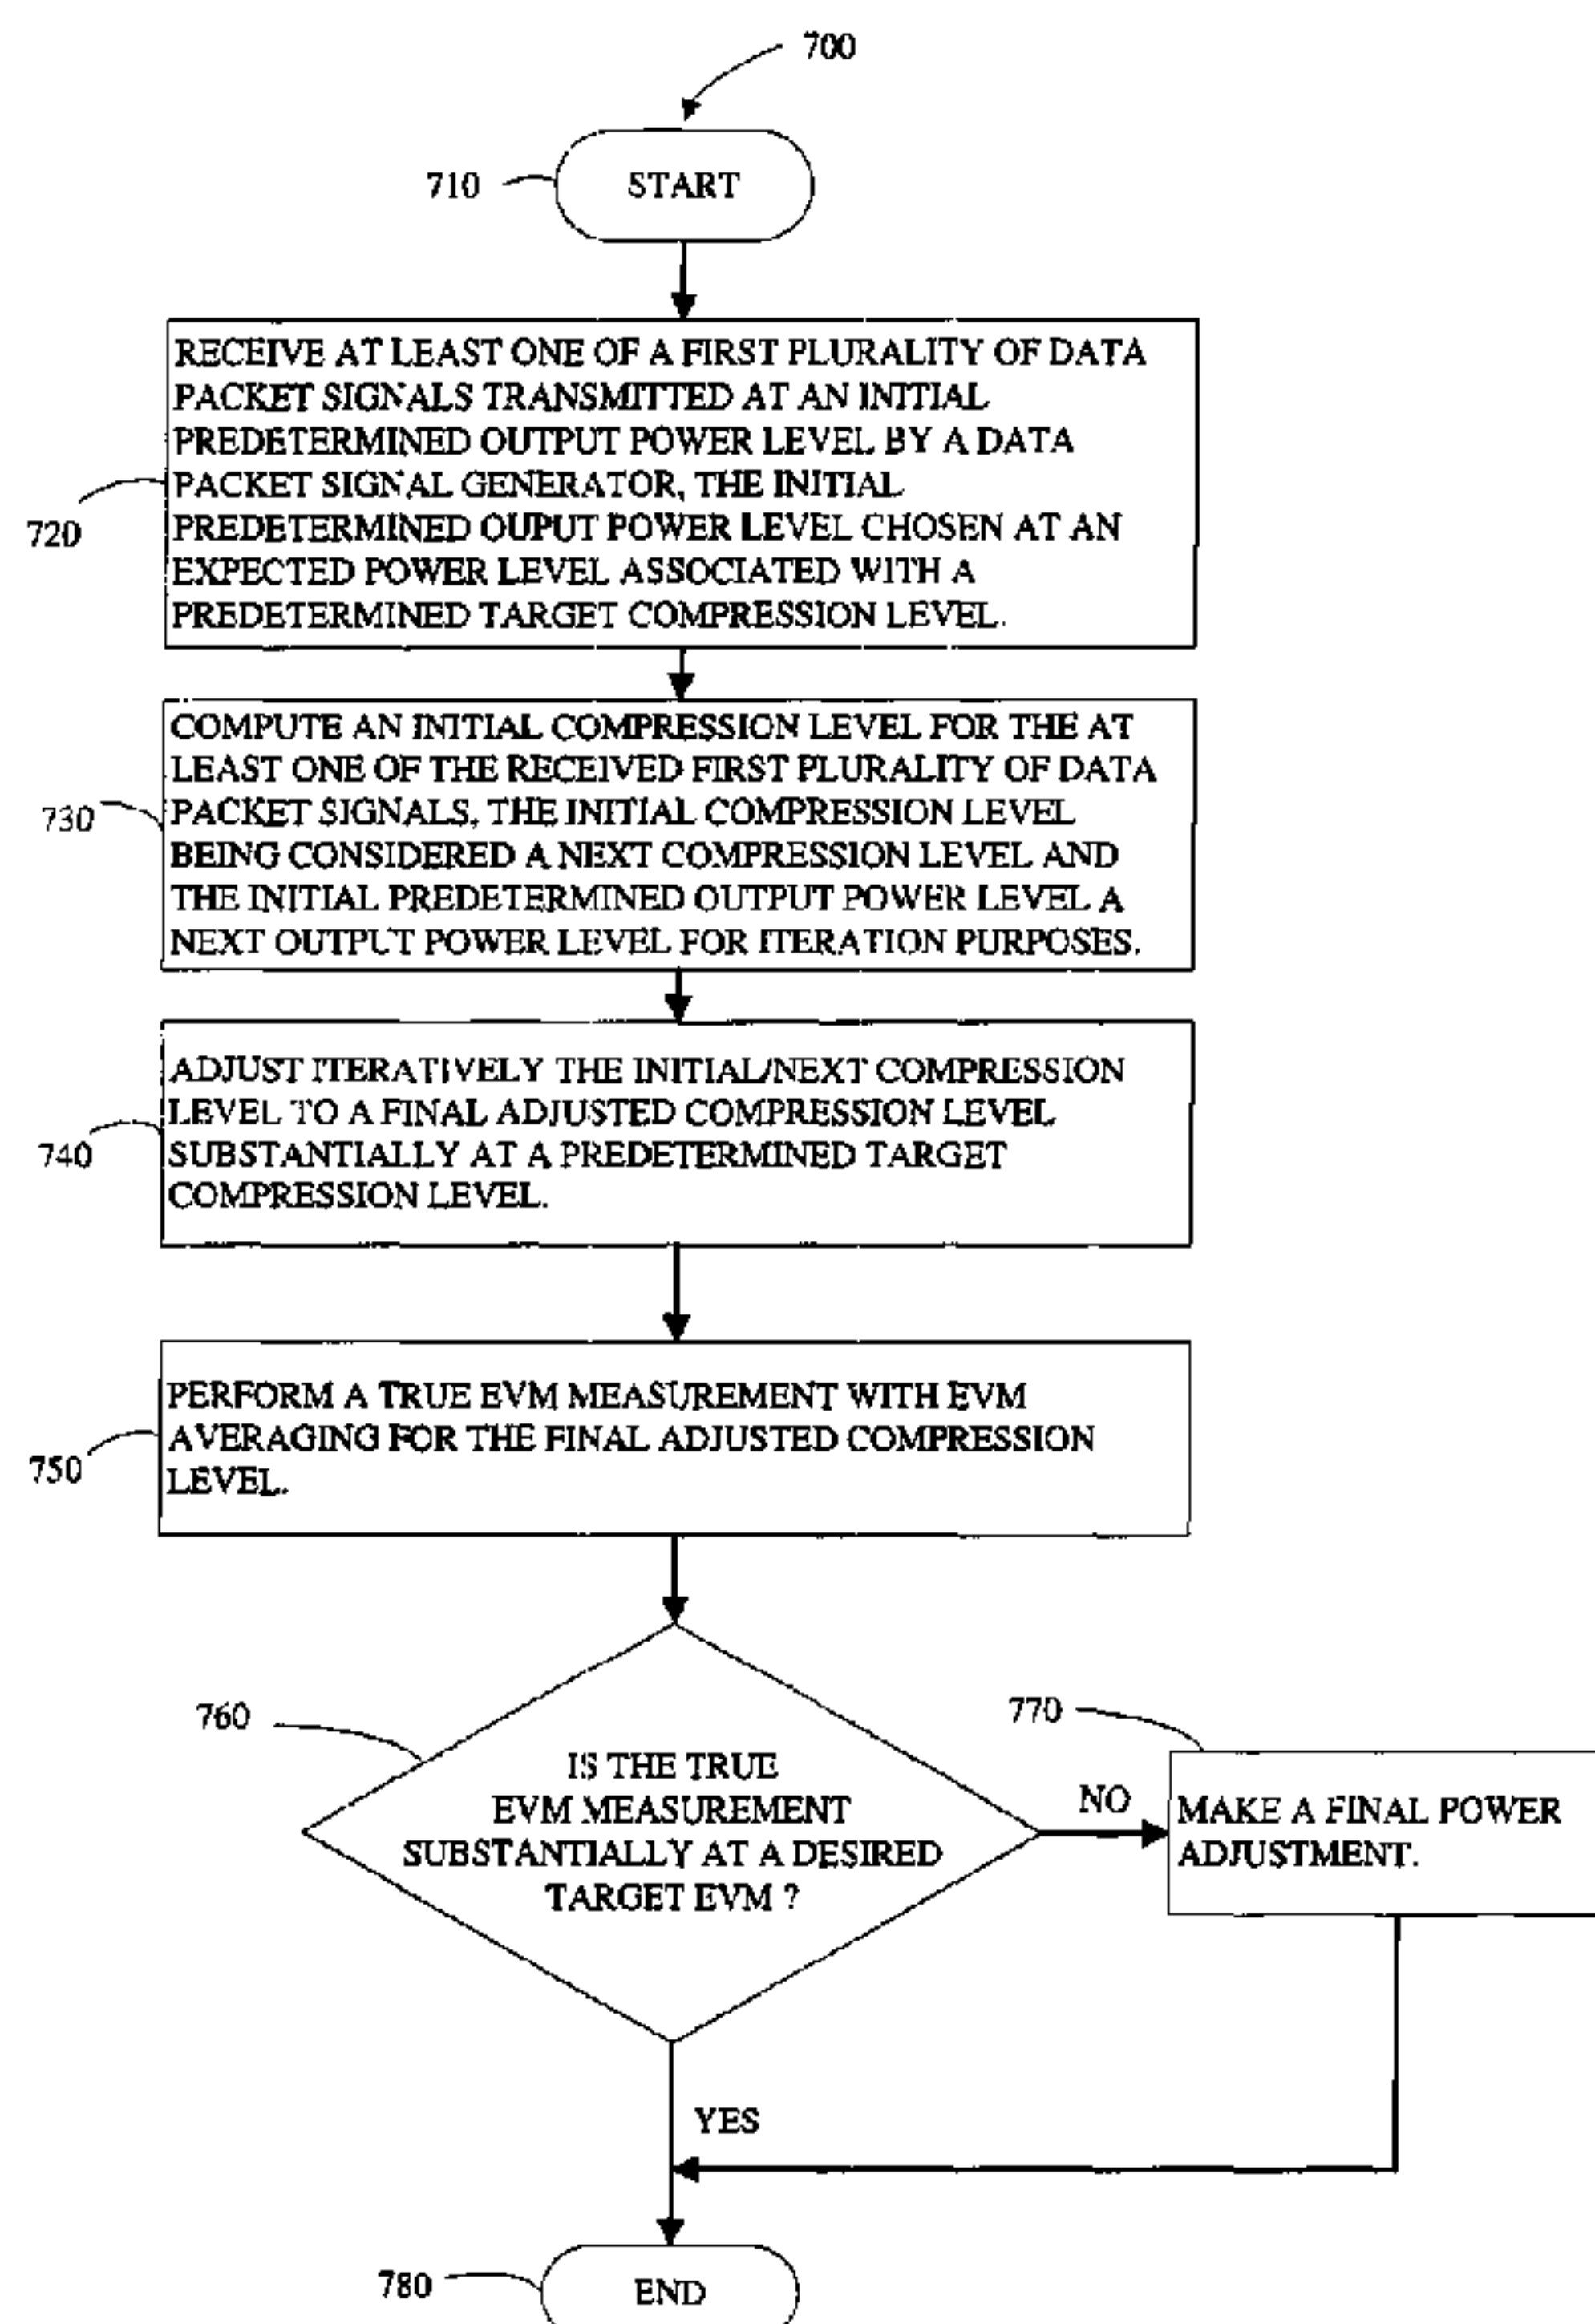 700
710
START
RECEIVE AT LEAST ONE OF A FIRST PLURALITY OF DATA
PACKET SIGNALS TRANSMITTED AT AN INITIAL
PREDETERMINED OUTPUT POWER LEVEL BY A DATA
PACKET SIGNAL GENERATOR, THE INITIAL
PREDETERMINED OUPUT POWER LEVEL CHOSEN AT AN
EXPECTED POWER LEVEL ASSOCIATED WITH A
PREDETERMINED TARGET COMPRESSION LEVEL.
720
COMPUTE AN INITIAL COMPRESSION LEVEL FOR THE AT
LEAST ONE OF THE RECEIVED FIRST PLURALITY OF DATA
PACKET SIGNALS, THE INITIAL COMPRESSION LEVEL
BEING CONSIDERED A NEXT COMPRESSION LEVEL AND
THE INITIAL PREDETERMINED OUTPUT POWER LEVEL A
NEXT OUTPUT POWER LEVEL FOR ITERATION PURPOSES.
730
ADJUST ITERATIVELY THE INITIAL/NEXT COMPRESSION
LEVEL TO A FINAL ADJUSTED COMPRESSION LEVEL
SUBSTANTIALLY AT A PREDETERMINED TARGET
COMPRESSION LEVEL.
740
PERFORM A TRUE EVM MEASUREMENT WITH EVM
AVERAGING FOR THE FINAL ADJUSTED COMPRESSION
LEVEL.
750
760
IS THE TRUE
EVM MEASUREMENT
SUBSTANTIALLY AT A DESIRED
TARGET EVM ?
NO
770
MAKE A FINAL POWER
ADJUSTMENT.
YES
780
END